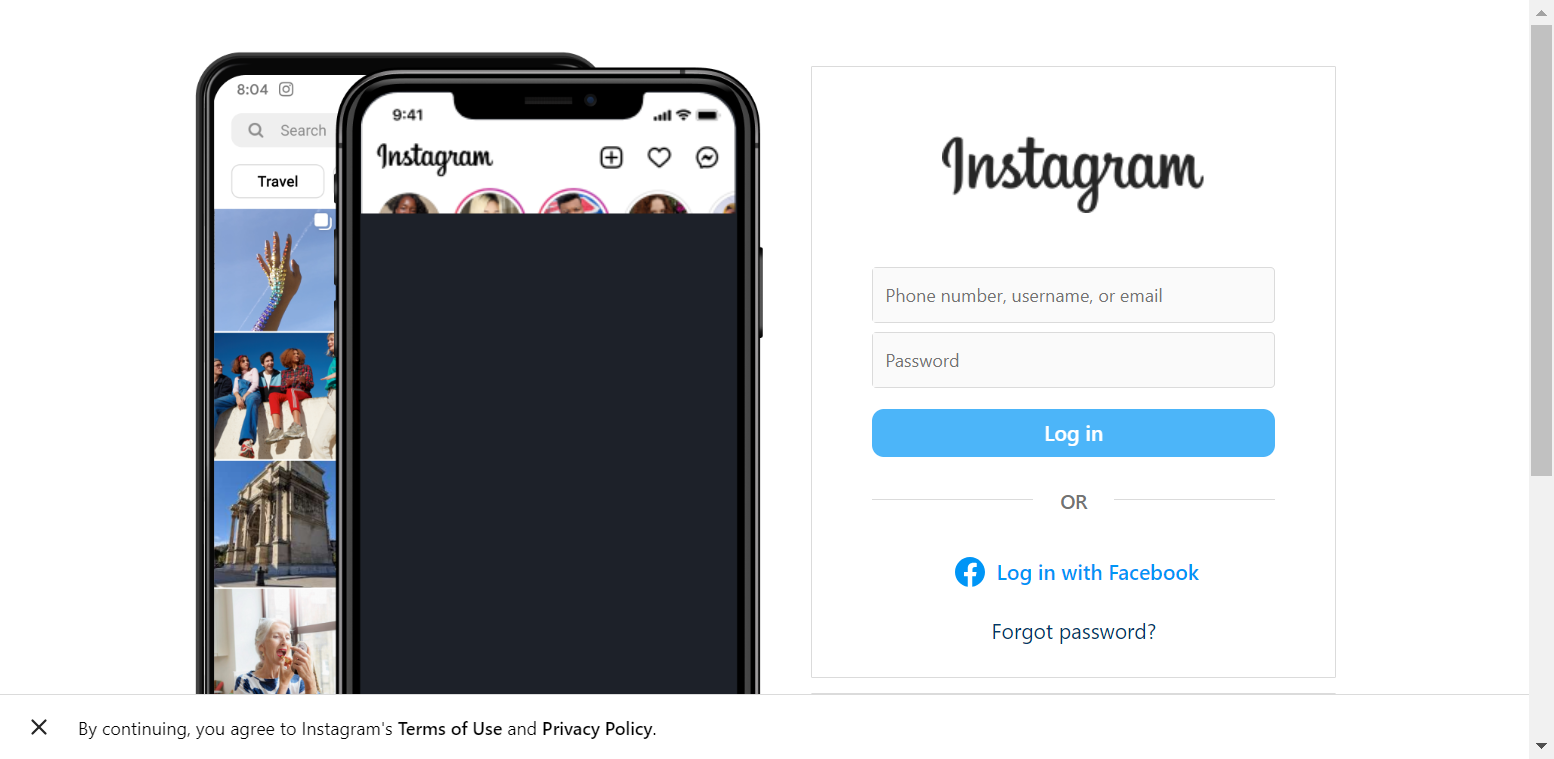 8:04
Search
Travel
9:41
Instagram
Instagram
Phone number, username, or email
Password
Log in
OR
Log in with Facebook
Forgot password?
By continuing, you agree to Instagram's Terms of Use and Privacy Policy.